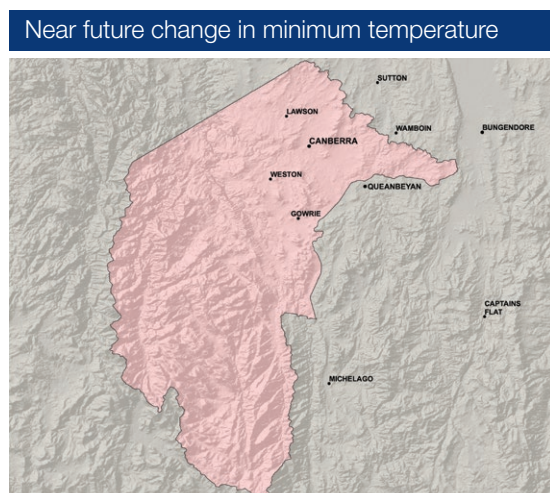 Near future change in minimum temperature
SUTTON
LAWSON
WAMBOIN
BUNGENDORE
CANBERRA
WESTON
QUEANBEYAN
GOWRIE
CAPTAINS
FLAT
MICHELAGO